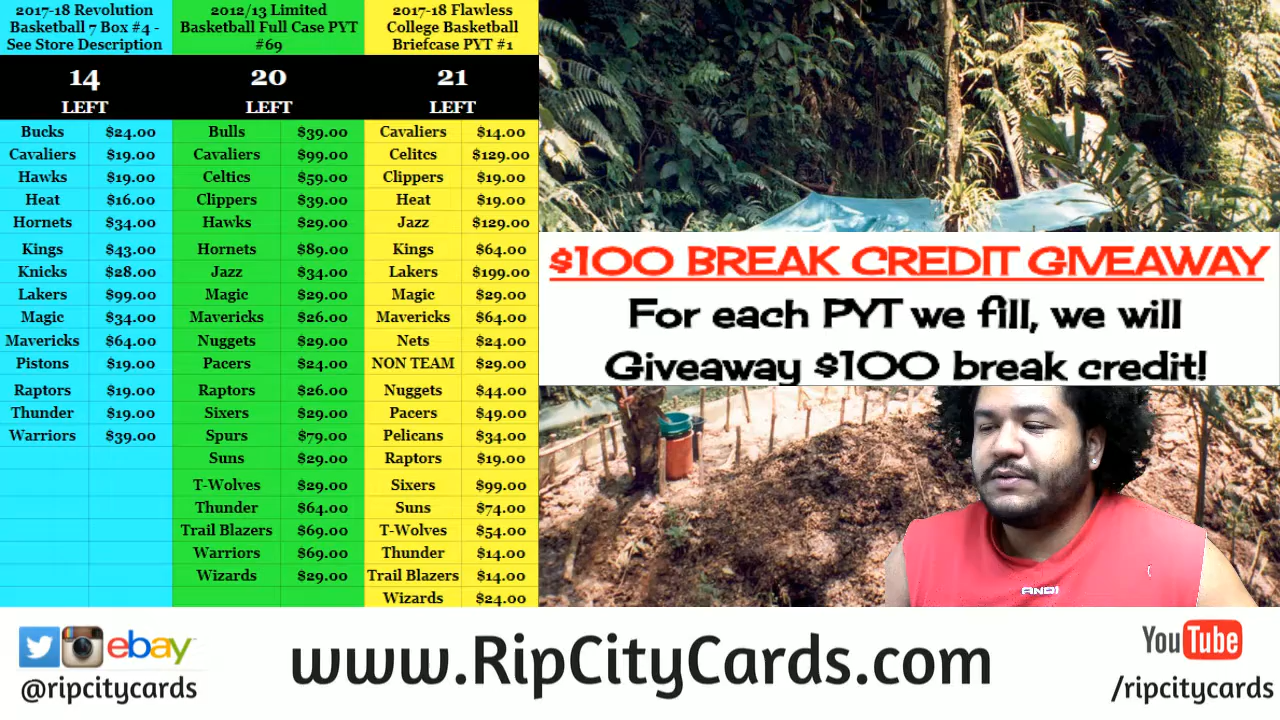 2017-18 Revolution
Basketball 7 Box #4 -
See Store Description
14
LEFT
Bucks $24.00
Cavaliers $19.00
Hawks $19.00
Heat $16.00
Hornets $34.00
Kings $43.00
Knicks $28.00
Lakers $99.00
Magic $34.00
Mavericks $64.00
Pistons $19.00
Raptors $19.00
Thunder $19.00
Warriors $39.00
2012/13 Limited
Basketball Full Case PYT
#69
20
LEFT
Bulls $39.00
Cavaliers $99.00
Celtics $59.00
Clippers $39.00
Hawks $29.00
Hornets $89.00
Jazz $34.00
Magic $29.00
Mavericks $26.00
Nuggets $29.00
Pacers $24.00
Raptors $26.00
Sixers $29.00
Spurs $79.00
Suns $29.00
T-Wolves $29.00
Thunder $64.00
Trail Blazers $69.00
Warriors $69.00
Wizards $29.00
2017-18 Flawless
College Basketball
Briefcase PYT #1
21
LEFT
Cavaliers $14.00
Celitcs $129.00
Clippers $19.00
Heat $19.00
Jazz $129.00
Kings $64.00
Lakers $199.00
Magic $29.00
Mavericks $64.00
Nets $24.00
NON TEAM $29.00
Nuggets $44.00
Pacers $49.00
Pelicans $34.00
Raptors $19.00
Sixers $99.00
Suns $74.00
T-Wolves $54.00
Thunder $14.00
Trail Blazers $14.00
Wizards $24.00
$100 BREAK CREDIT GIVEAWAY
For each PYT we fill, we will
Giveaway $100 break credit!
AND1
ebay
@ripcitycards
www.RipCityCards.com
YouTube
/ripcitycards